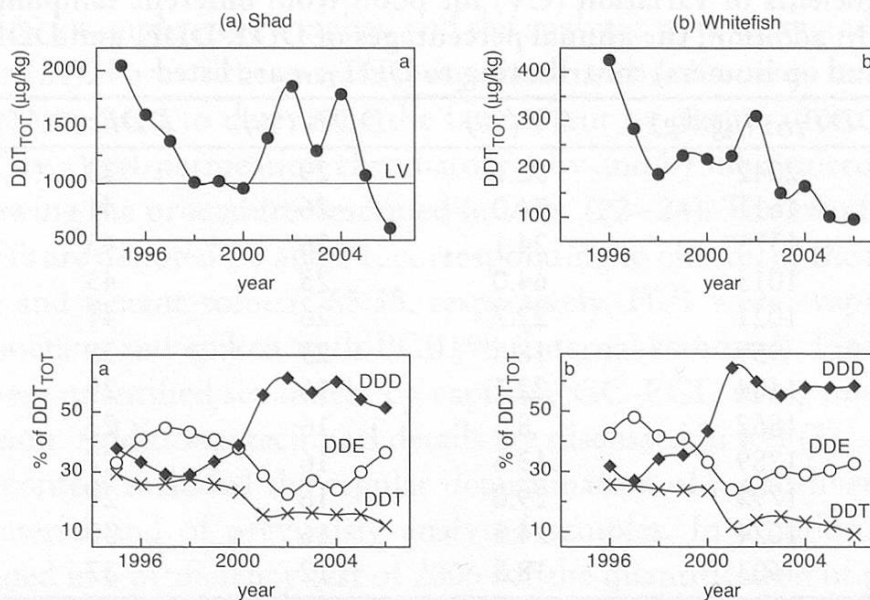 (a) Shad
(b) Whitefish
DDT_TOT (µg/kg)
2000
1500
1000
500
a
LV
1996
2000
2004
year
DDT_TOT (µg/kg)
400
300
200
100
b
1996
2000
2004
year
% of DDT_TOT
50
30
10
a
DDD
DDE
DDT
1996
2000
2004
year
% of DDT_TOT
50
30
10
b
DDD
DDE
DDT
1996
2000
2004
year